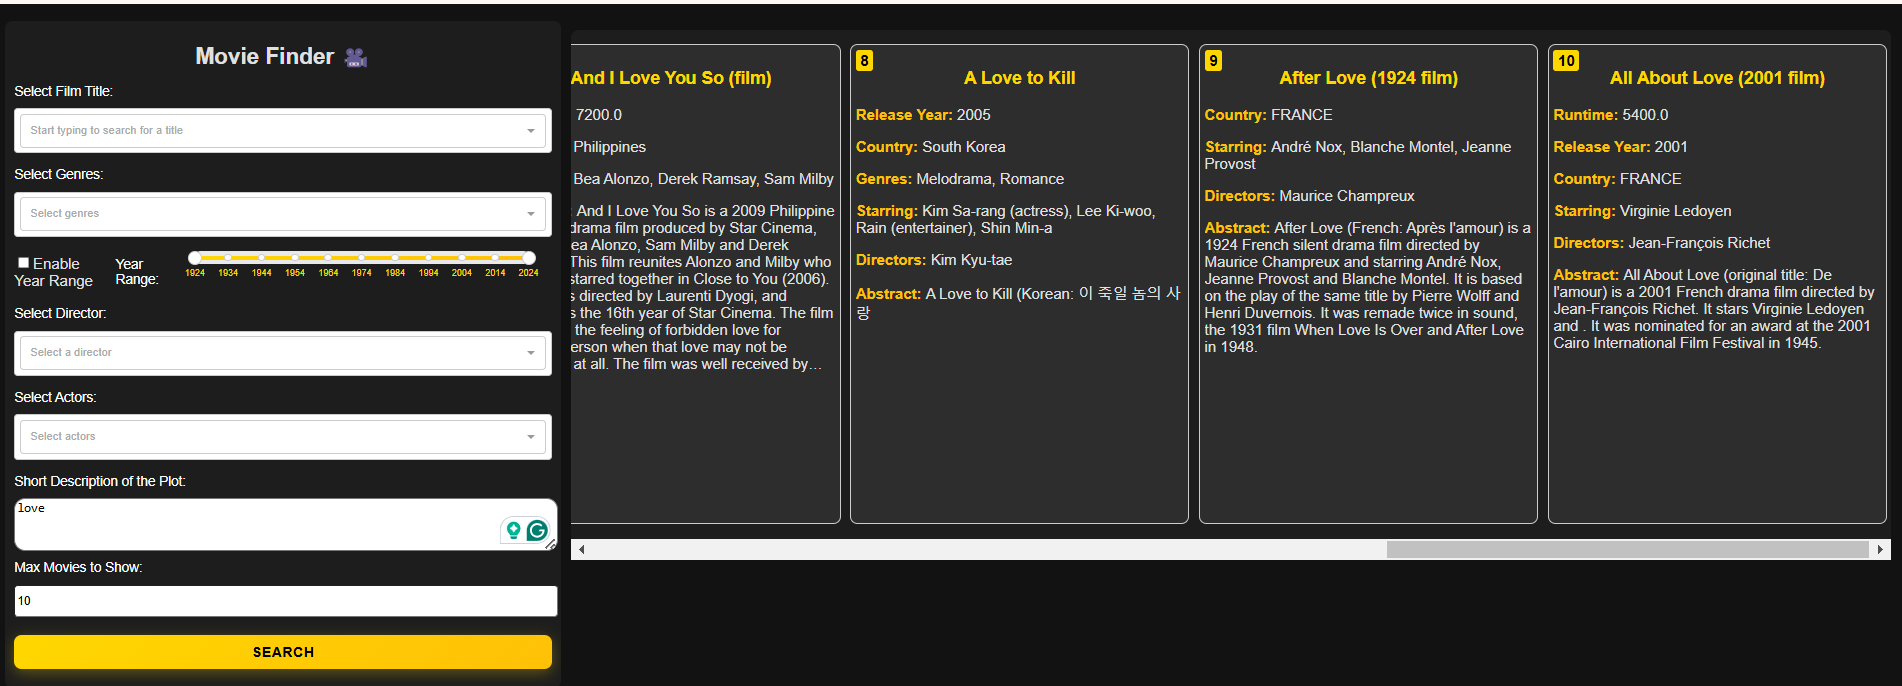 Movie Finder
Select Film Title:
Start typing to search for a title
Select Genres:
Select genres
Enable
Year Range
Year
Range:
1924 1934 1944 1954 1964 1974 1984 1994 2004 2014 2024
Select Director:
Select a director
Select Actors:
Select actors
Short Description of the Plot:
love
Max Movies to Show:
10
SEARCH
And I Love You So (film)
7200.0
Philippines
Bea Alonzo, Derek Ramsay, Sam Milby
: And I Love You So is a 2009 Philippine
drama film produced by Star Cinema,
ea Alonzo, Sam Milby and Derek
This film reunites Alonzo and Milby who
starred together in Close to You (2006).
s directed by Laurenti Dyogi, and
s the 16th year of Star Cinema. The film
the feeling of forbidden love for
erson when that love may not be
at all. The film was well received by…
8
A Love to Kill
Release Year: 2005
Country: South Korea
Genres: Melodrama, Romance
Starring: Kim Sa-rang (actress), Lee Ki-woo,
Rain (entertainer), Shin Min-a
Directors: Kim Kyu-tae
Abstract: A Love to Kill (Korean: 이 죽일 놈의 사
랑
9
After Love (1924 film)
Country: FRANCE
Starring: André Nox, Blanche Montel, Jeanne
Provost
Directors: Maurice Champreux
Abstract: After Love (French: Après l'amour) is a
1924 French silent drama film directed by
Maurice Champreux and starring André Nox,
Jeanne Provost and Blanche Montel. It is based
on the play of the same title by Pierre Wolff and
Henri Duvernois. It was remade twice in sound,
the 1931 film When Love Is Over and After Love
in 1948.
10
All About Love (2001 film)
Runtime: 5400.0
Release Year: 2001
Country: FRANCE
Starring: Virginie Ledoyen
Directors: Jean-François Richet
Abstract: All About Love (original title: De
l'amour) is a 2001 French drama film directed by
Jean-François Richet. It stars Virginie Ledoyen
and . It was nominated for an award at the 2001
Cairo International Film Festival in 1945.